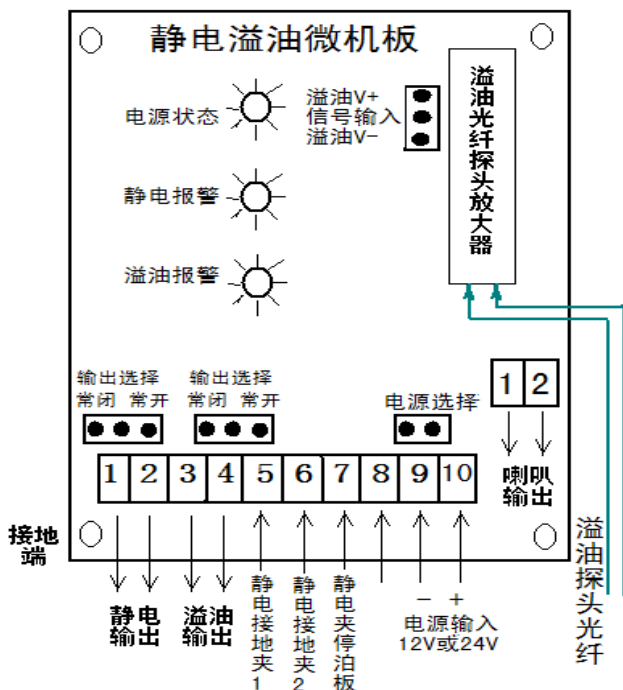 静电溢油微机板
电源状态
静电报警
溢油报警
溢油V+
信号输入
溢油V-
溢油光纤探头放大器
输出选择
常闭 常开
输出选择
常闭 常开
电源选择
1 2
喇叭
输出
1 2 3 4 5 6 7 8 9 10
接地
端
静电
输出
溢油
输出
静电接地夹1
静电接地夹2
静电夹停泊板
- +
电源输入
12V或24V
溢油探头光纤